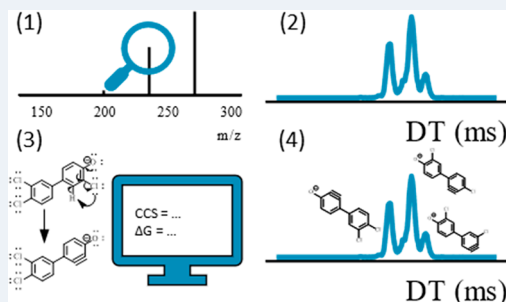 (1)
150 200 250 300
m/z
(2)
DT (ms)
(3)
CCS = ...
ΔG = ...
(4)
DT (ms)